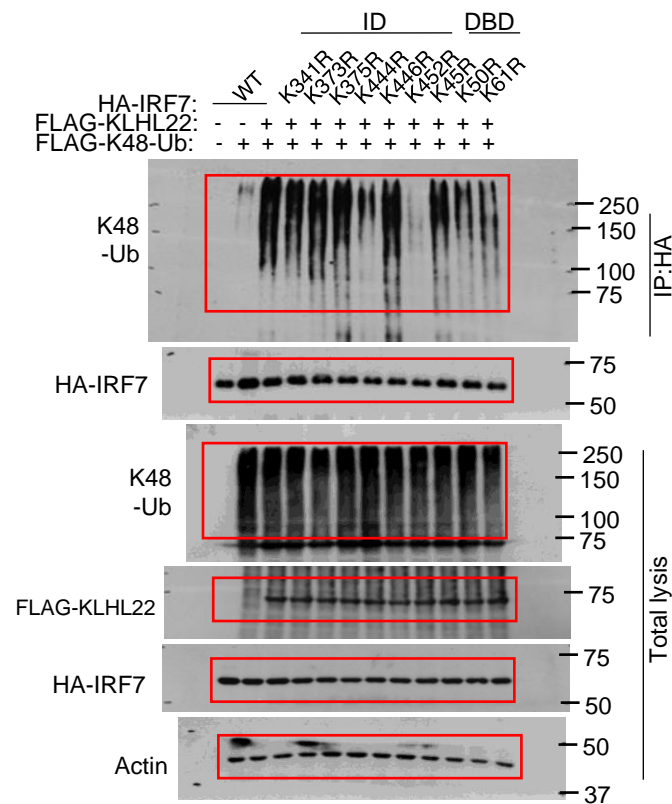 ID DBD
WT K341R K373R K375R K444R K446R K452R K45R K50R K61R
HA-IRF7:
FLAG-KLHL22: - - + + + + + + + + + +
FLAG-K48-Ub: - + + + + + + + + + + +
K48
-Ub
250
150
100
75
IP:HA
HA-IRF7
75
50
K48
-Ub
250
150
100
75
FLAG-KLHL22
75
HA-IRF7
75
50
Actin
50
37
Total lysis